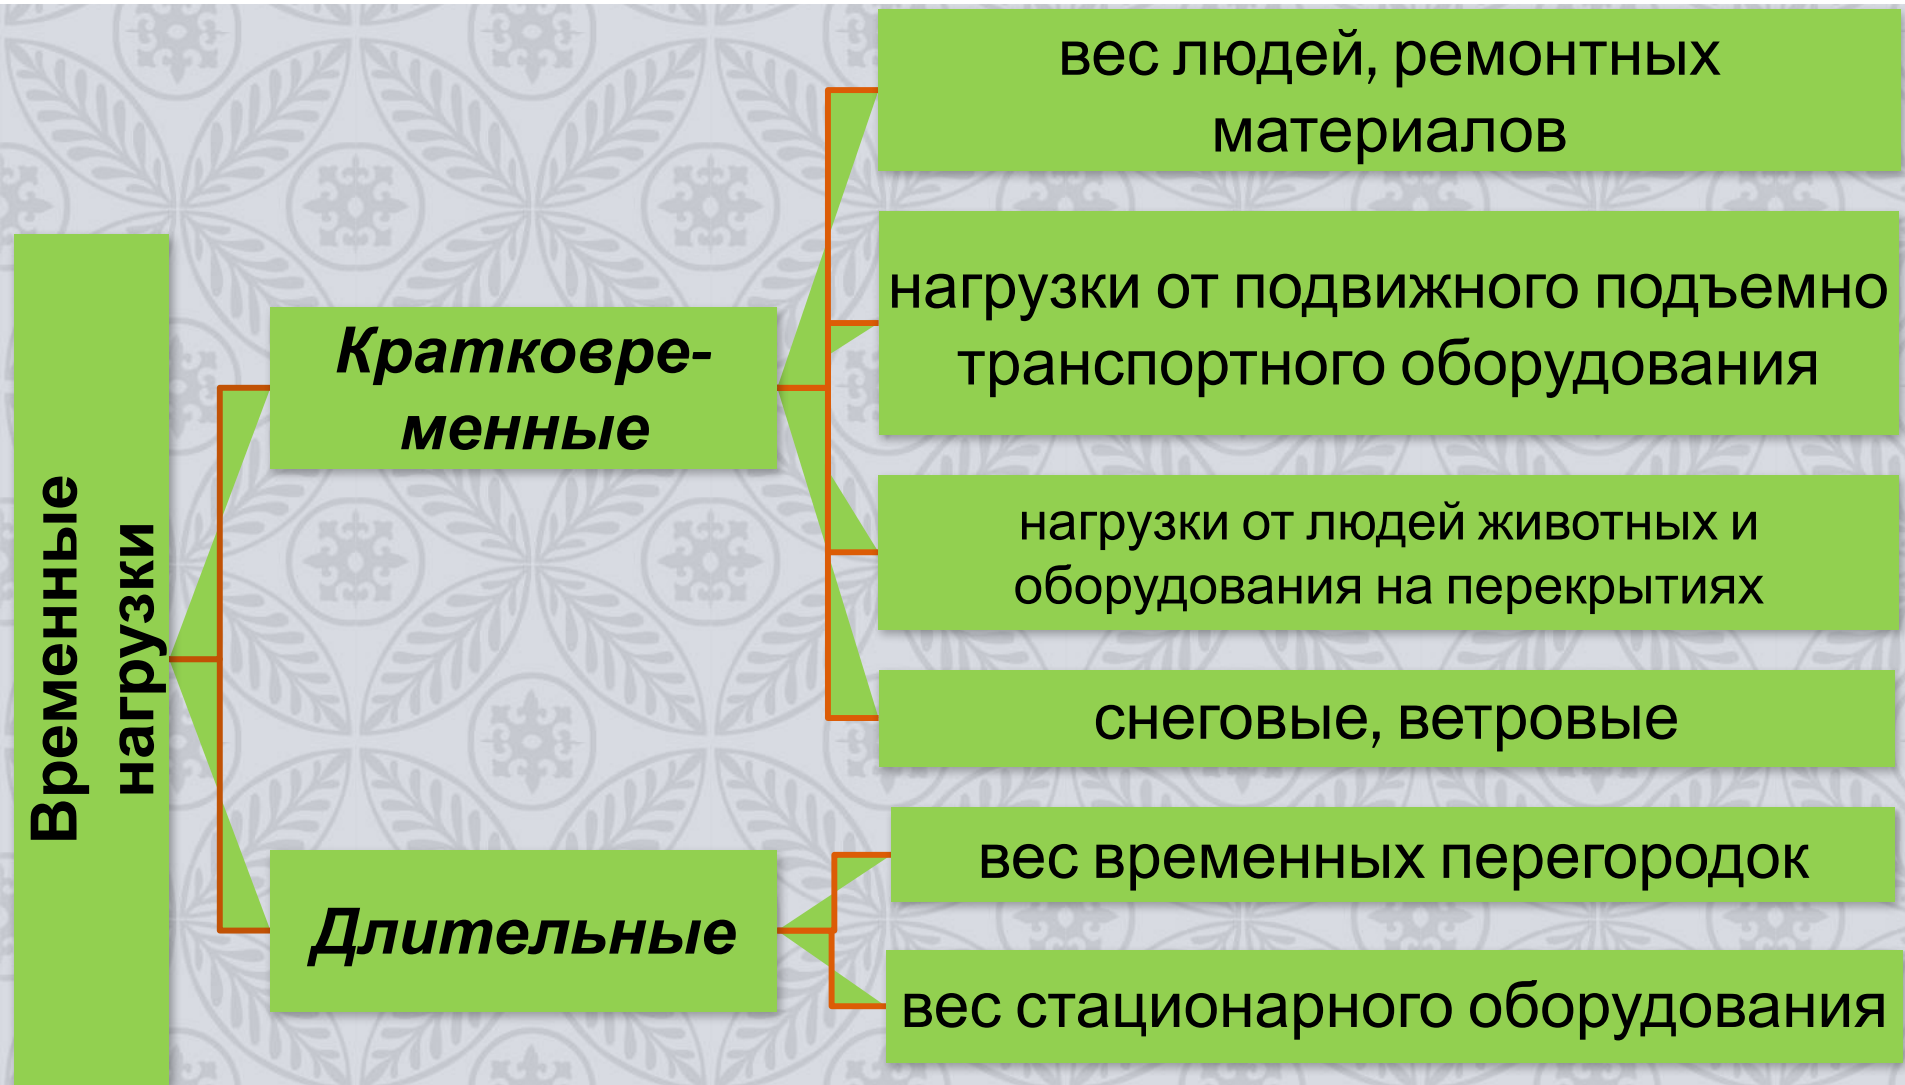 Временные
нагрузки
Кратковре-
менные
вес людей, ремонтных
материалов
нагрузки от подвижного подъемно
транспортного оборудования
нагрузки от людей животных и
оборудования на перекрытиях
снеговые, ветровые
Длительные
вес временных перегородок
вес стационарного оборудования